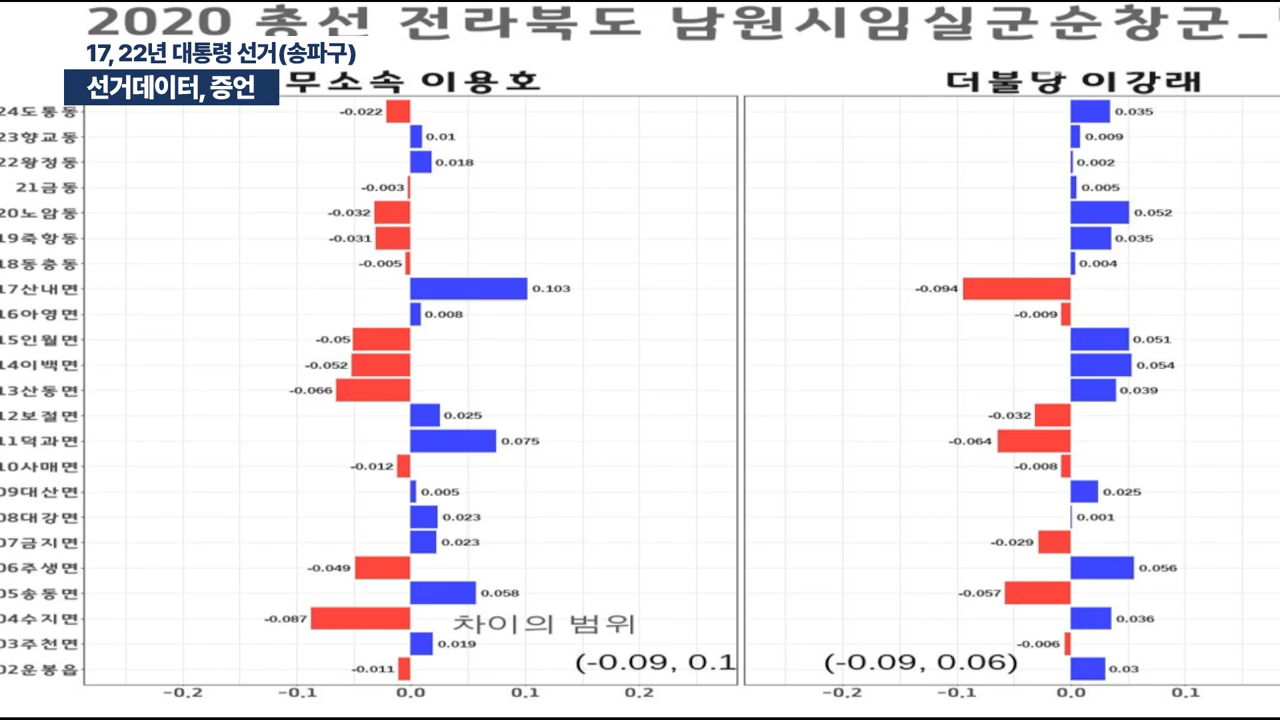 2020 총선 전라북도 남원시임실군순창군_
17, 22년 대통령 선거(송파구)
선거데이터, 증언
무소속 이용호
더불당 이강래
24도통동 -0.022 0.035
23향교동 0.01 0.009
22왕정동 0.018 0.002
21금동 -0.003 0.005
20노암동 -0.032 0.052
19죽항동 -0.031 0.035
18동충동 -0.005 0.004
17산내면 0.103 -0.094
16아영면 0.008 -0.009
15인월면 -0.05 0.051
14이백면 -0.052 0.054
13산동면 -0.066 0.039
12보절면 0.025 -0.032
11덕과면 0.075 -0.064
10사매면 -0.012 -0.008
09대산면 0.005 0.025
08대강면 0.023 0.001
07금지면 0.023 -0.029
06주생면 -0.049 0.056
05송동면 0.058 -0.057
04수지면 -0.087 0.036
차이의 범위
03주천면 0.019 -0.006
(-0.09, 0.1 (-0.09, 0.06)
02운봉읍 -0.011 0.03
-0.2 -0.1 0.0 0.1 0.2 -0.2 -0.1 0.0 0.1